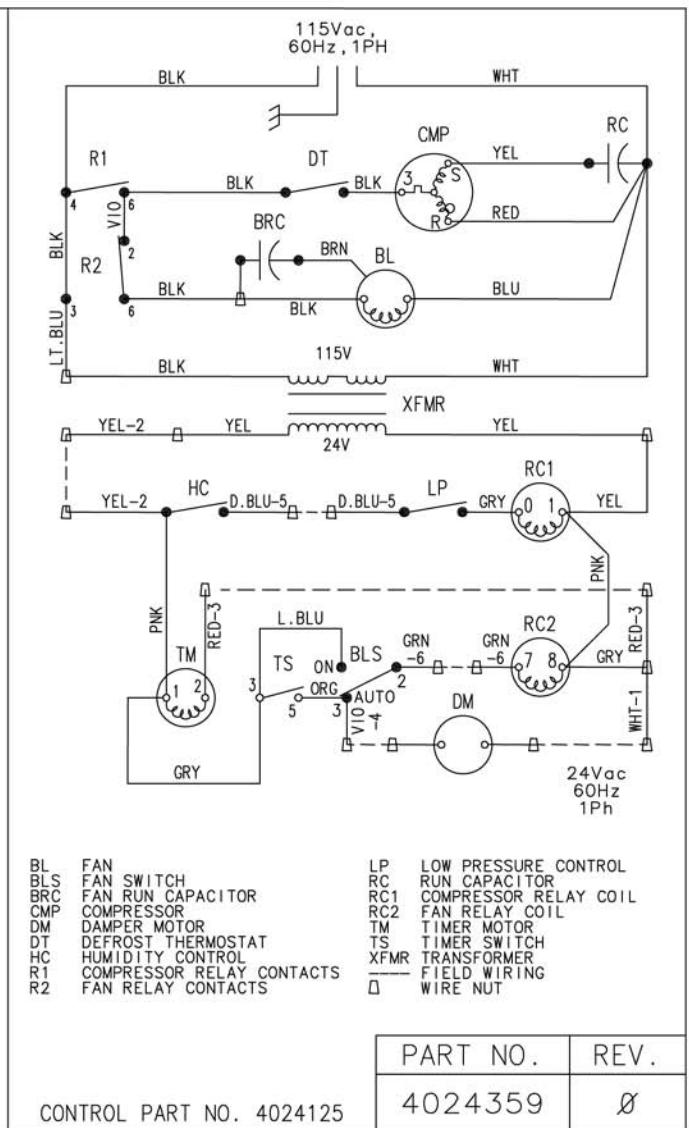 115Vac,
60Hz, 1PH
BLK
WHT
CMP
RC
R1
DT
YEL
S
4
6
BLK
BLK
3
R
RED
VIO
BLK
BRC
BRN
BL
2
R2
3
6
BLK
BLK
BLU
LT.BLU
BLK
115V
WHT
XFMR
YEL-2
YEL
24V
YEL
RC1
HC
LP
YEL-2
D.BLU-5
D.BLU-5
GRY
0 1
YEL
PNK
PNK
RED-3
L.BLU
RC2
RED-3
TM
TS
BLS
GRN
-6
GRN
-6
7 8
GRY
1 2
3
ON
ORG
2
5
3
AUTO
VIO
-4
DM
WHT-1
GRY
24Vac
60Hz
1Ph
BL FAN
BLS FAN SWITCH
BRC FAN RUN CAPACITOR
CMP COMPRESSOR
DM DAMPER MOTOR
DT DEFROST THERMOSTAT
HC HUMIDITY CONTROL
R1 COMPRESSOR RELAY CONTACTS
R2 FAN RELAY CONTACTS
LP LOW PRESSURE CONTROL
RC RUN CAPACITOR
RC1 COMPRESSOR RELAY COIL
RC2 FAN RELAY COIL
TM TIMER MOTOR
TS TIMER SWITCH
XFMR TRANSFORMER
---- FIELD WIRING
WIRE NUT
PART NO.
REV.
CONTROL PART NO. 4024125
4024359
Ø